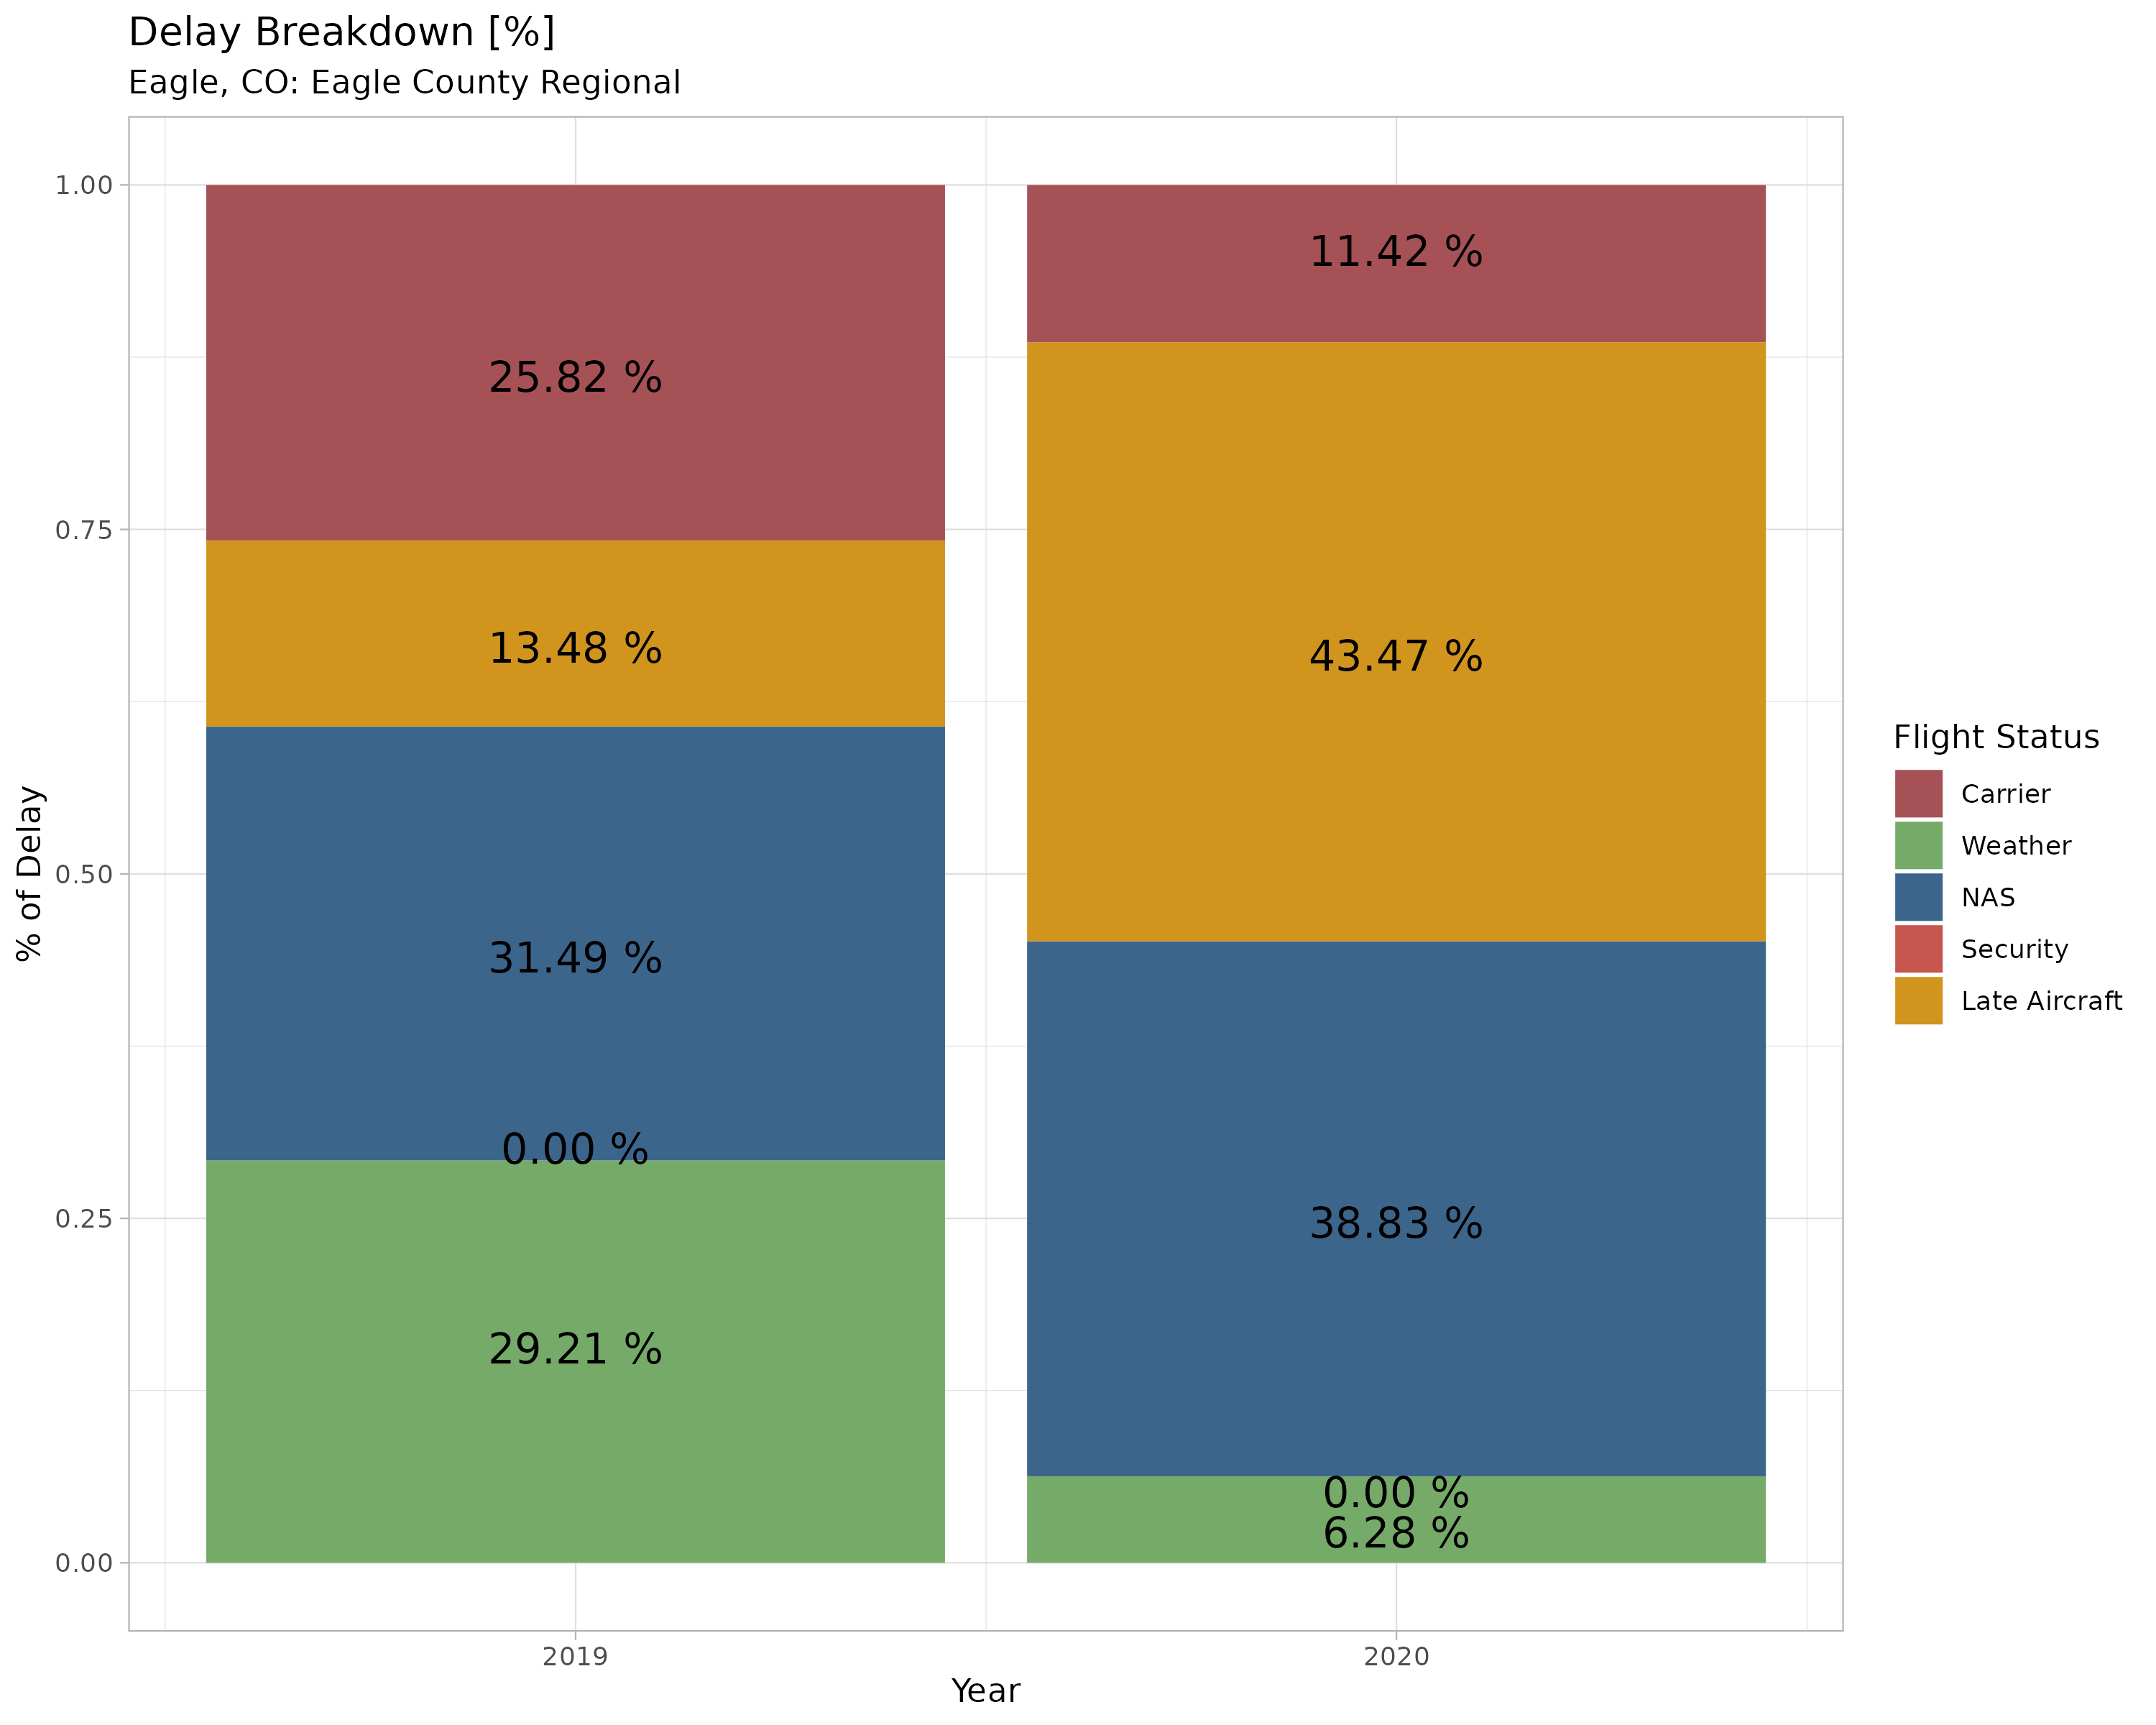 Delay Breakdown [%]
Eagle, CO: Eagle County Regional
% of Delay
1.00
0.75
0.50
0.25
0.00
25.82 %
13.48 %
31.49 %
0.00 %
29.21 %
11.42 %
43.47 %
38.83 %
0.00 %
6.28 %
2019
2020
Year
Flight Status
Carrier
Weather
NAS
Security
Late Aircraft